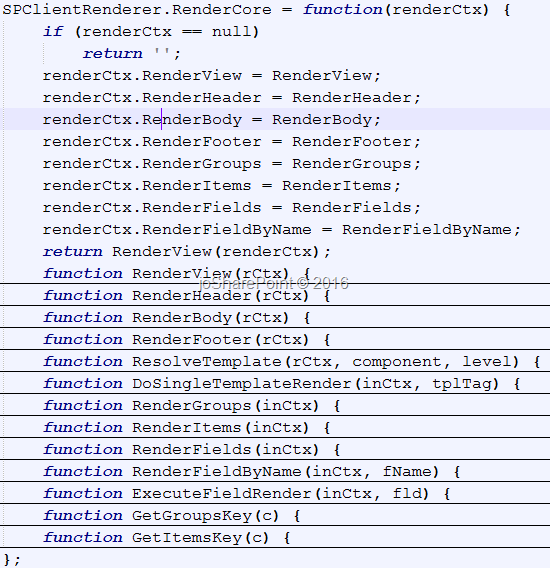 SPClientRenderer.RenderCore = function(renderCtx) {
    if (renderCtx == null)
        return '';
    renderCtx.RenderView = RenderView;
    renderCtx.RenderHeader = RenderHeader;
    renderCtx.RenderBody = RenderBody;
    renderCtx.RenderFooter = RenderFooter;
    renderCtx.RenderGroups = RenderGroups;
    renderCtx.RenderItems = RenderItems;
    renderCtx.RenderFields = RenderFields;
    renderCtx.RenderFieldByName = RenderFieldByName;
    return RenderView(renderCtx);
    function RenderView(rCtx) {
joSharePoint © 2016
    function RenderHeader(rCtx) {
    function RenderBody(rCtx) {
    function RenderFooter(rCtx) {
    function ResolveTemplate(rCtx, component, level) {
    function DoSingleTemplateRender(inCtx, tplTag) {
    function RenderGroups(inCtx) {
    function RenderItems(inCtx) {
    function RenderFields(inCtx) {
    function RenderFieldByName(inCtx, fName) {
    function ExecuteFieldRender(inCtx, fld) {
    function GetGroupsKey(c) {
    function GetItemsKey(c) {
};